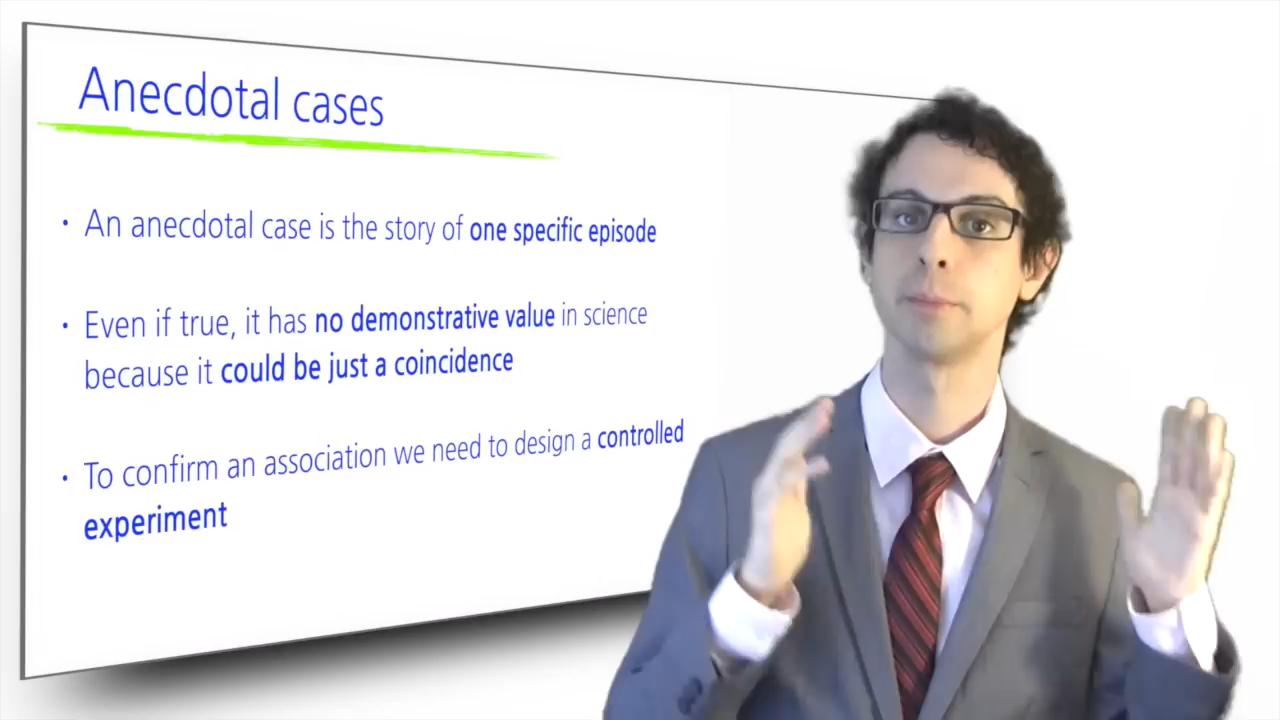 Anecdotal cases
· An anecdotal case is the story of one specific episode
· Even if true, it has no demonstrative value in science
because it could be just a coincidence
· To confirm an association we need to design a controlled
experiment